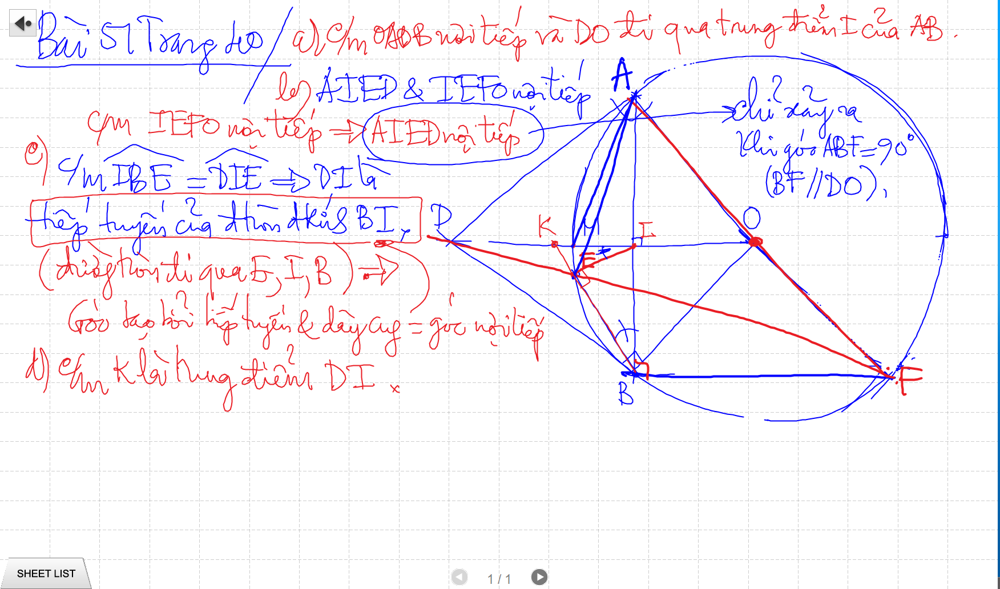 Bài 57 Trang 40
a) C/m OADB nội tiếp và DO đi qua trung điểm I của AB.
b) AIED & IEFO nội tiếp
C/m IEFO nội tiếp => AIED nội tiếp
chỉ xảy ra
khi góc ABF = 90°
(BF // DO),
c)
C/m IBE = DIE => DI là
tiếp tuyến của đtròn đkính BI,
(đường tròn đi qua E, I, B) =>
Góc tạo bởi tiếp tuyến & dây cung = góc nội tiếp
d) C/m K là trung điểm DI
A
D
K
M
I
O
E
B
F
SHEET LIST
1 / 1